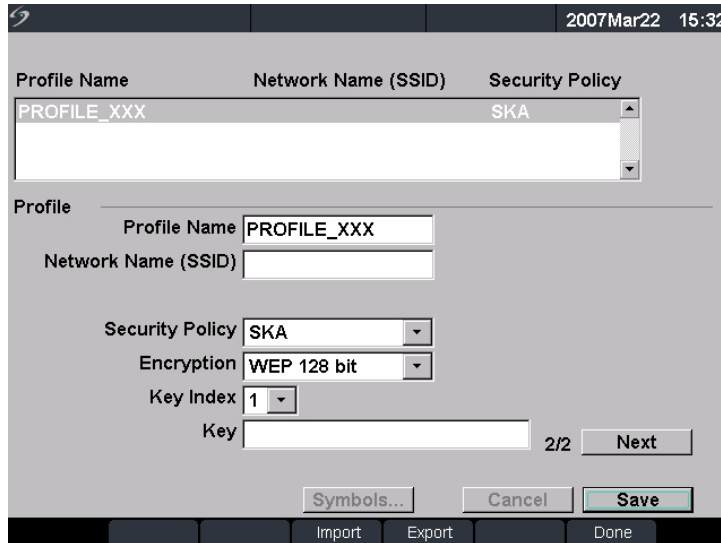 2007Mar22 15:32
Profile Name Network Name (SSID) Security Policy
PROFILE_XXX SKA
Profile
Profile Name PROFILE_XXX
Network Name (SSID)
Security Policy SKA
Encryption WEP 128 bit
Key Index 1
Key
2/2 Next
Symbols... Cancel Save
Import Export Done